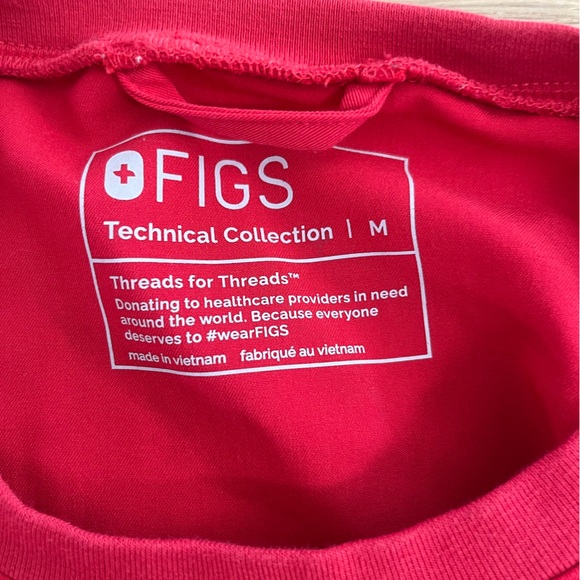 FIGS
Technical Collection | M
Threads for Threads™
Donating to healthcare providers in need
around the world. Because everyone
deserves to #wearFIGS
made in vietnam fabriqué au vietnam